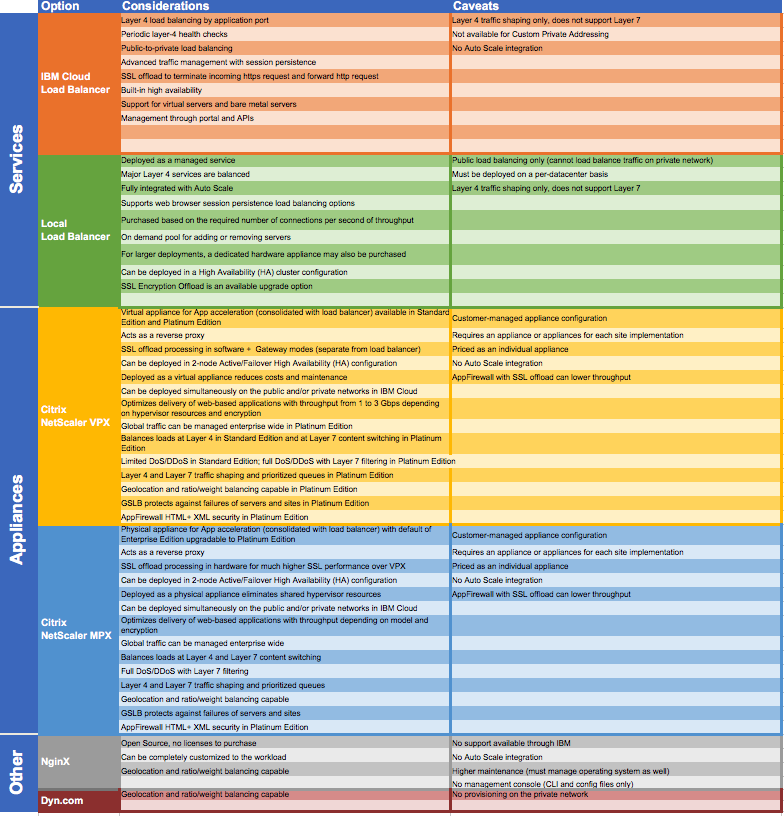 Option Considerations Caveats
Services
IBM Cloud
Load Balancer
Layer 4 load balancing by application port
Layer 4 traffic shaping only, does not support Layer 7
Periodic layer-4 health checks
Not available for Custom Private Addressing
Public-to-private load balancing
No Auto Scale integration
Advanced traffic management with session persistence
SSL offload to terminate incoming https request and forward http request
Built-in high availability
Support for virtual servers and bare metal servers
Management through portal and APIs
Local
Load Balancer
Deployed as a managed service
Public load balancing only (cannot load balance traffic on private network)
Major Layer 4 services are balanced
Must be deployed on a per-datacenter basis
Fully integrated with Auto Scale
Layer 4 traffic shaping only, does not support Layer 7
Supports web browser session persistence load balancing options
Purchased based on the required number of connections per second of throughput
On demand pool for adding or removing servers
For larger deployments, a dedicated hardware appliance may also be purchased
Can be deployed in a High Availability (HA) cluster configuration
SSL Encryption Offload is an available upgrade option
Appliances
Citrix
NetScaler VPX
Virtual appliance for App acceleration (consolidated with load balancer) available in Standard
Edition and Platinum Edition
Customer-managed appliance configuration
Acts as a reverse proxy
Requires an appliance or appliances for each site implementation
SSL offload processing in software + Gateway modes (separate from load balancer)
Priced as an individual appliance
Can be deployed in 2-node Active/Failover High Availability (HA) configuration
No Auto Scale integration
Deployed as a virtual appliance reduces costs and maintenance
AppFirewall with SSL offload can lower throughput
Can be deployed simultaneously on the public and/or private networks in IBM Cloud
Optimizes delivery of web-based applications with throughput from 1 to 3 Gbps depending
on hypervisor resources and encryption
Global traffic can be managed enterprise wide in Platinum Edition
Balances loads at Layer 4 in Standard Edition and at Layer 7 content switching in Platinum
Edition
Limited DoS/DDoS in Standard Edition; full DoS/DDoS with Layer 7 filtering in Platinum Edition
Layer 4 and Layer 7 traffic shaping and prioritized queues in Platinum Edition
Geolocation and ratio/weight balancing capable in Platinum Edition
GSLB protects against failures of servers and sites in Platinum Edition
AppFirewall HTML+ XML security in Platinum Edition
Citrix
NetScaler MPX
Physical appliance for App acceleration (consolidated with load balancer) with default of
Enterprise Edition upgradable to Platinum Edition
Customer-managed appliance configuration
Acts as a reverse proxy
Requires an appliance or appliances for each site implementation
SSL offload processing in hardware for much higher SSL performance over VPX
Priced as an individual appliance
Can be deployed in 2-node Active/Failover High Availability (HA) configuration
No Auto Scale integration
Deployed as a physical appliance eliminates shared hypervisor resources
AppFirewall with SSL offload can lower throughput
Can be deployed simultaneously on the public and/or private networks in IBM Cloud
Optimizes delivery of web-based applications with throughput depending on model and
encryption
Global traffic can be managed enterprise wide
Balances loads at Layer 4 and Layer 7 content switching
Full DoS/DDoS with Layer 7 filtering
Layer 4 and Layer 7 traffic shaping and prioritized queues
Geolocation and ratio/weight balancing capable
GSLB protects against failures of servers and sites
AppFirewall HTML+ XML security in Platinum Edition
Other
NginX
Open Source, no licenses to purchase
No support available through IBM
Can be completely customized to the workload
No Auto Scale integration
Geolocation and ratio/weight balancing capable
Higher maintenance (must manage operating system as well)
No management console (CLI and config files only)
Dyn.com
Geolocation and ratio/weight balancing capable
No provisioning on the private network